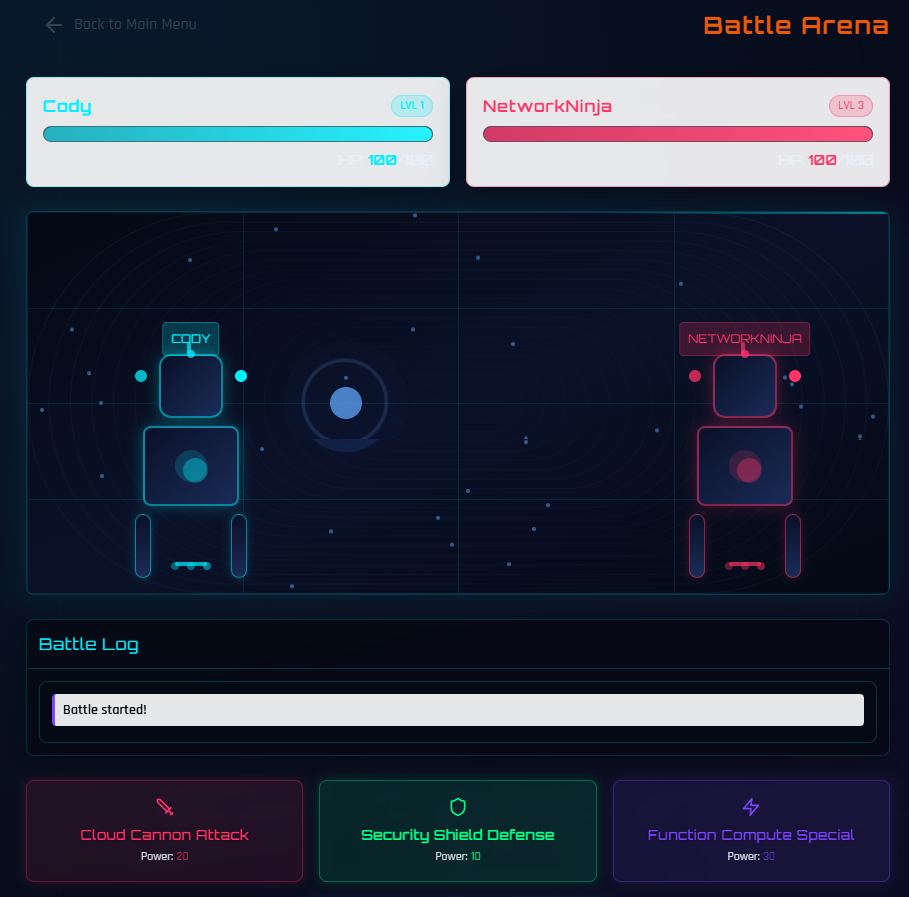 Back to Main Menu
Battle Arena
Cody
LVL 1
HP 100/100
NetworkNinja
LVL 3
HP 100/100
CODY
NETWORKNINJA
Battle Log
Battle started!
Cloud Cannon Attack
Power: 20
Security Shield Defense
Power: 10
Function Compute Special
Power: 30